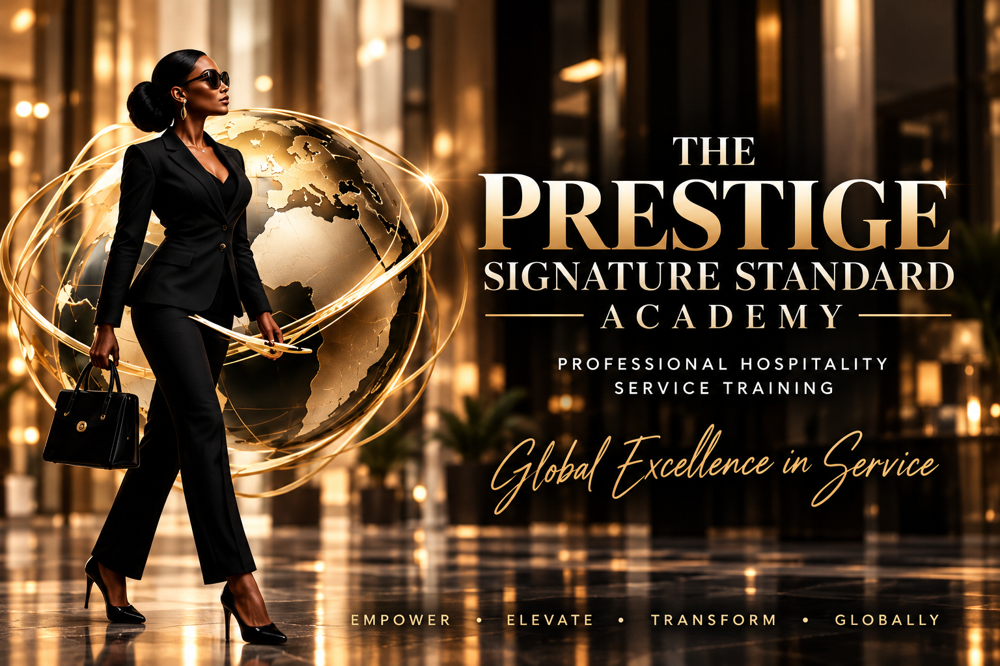 THE
PRESTIGE
SIGNATURE STANDARD
ACADEMY
PROFESSIONAL HOSPITALITY
SERVICE TRAINING
Global Excellence in Service
EMPOWER • ELEVATE • TRANSFORM • GLOBALLY